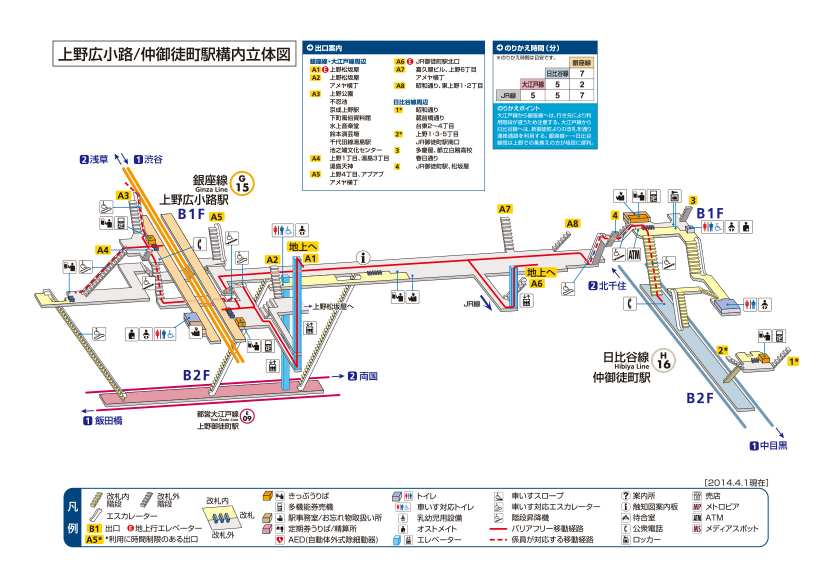 上野広小路/仲御徒町駅構内立体図
出口案内
銀座線・大江戸線周辺
A1 E 上野松坂屋
A2 上野松坂屋
アメヤ横丁
A3 上野公園
不忍池
京成上野駅
下町風俗資料館
水上音楽堂
鈴本演芸場
千代田線湯島駅
池之端文化センター
A4 上野1丁目、湯島3丁目
湯島天神
A5 上野4丁目、アブアブ
アメヤ横丁
A6 E JR御徒町駅北口
A7 喜久屋ビル、上野6丁目
アメヤ横丁
A8 昭和通り、東上野1・2丁目
日比谷線周辺
1* 昭和通り
蔵前橋通り
台東2〜4丁目
2* 上野1・3・5丁目
JR御徒町駅南口
3 多慶屋、都立白鴎高校
春日通り
4 JR御徒町駅、松坂屋
のりかえ時間(分)
※のりかえ時間は目安です。
銀座線
日比谷線 7
大江戸線 5 2
JR線 5 5 7
のりかえポイント
大江戸線から銀座線へは、行き先により利
用階段が違うため注意する。大江戸線から
日比谷線へは、新御徒町よりの改札を通り
連絡通路を利用する。銀座線←→日比谷
線間は上野での乗換えの方が格段に便利。
2 浅草
1 渋谷
銀座線
Ginza Line
上野広小路駅
G
15
B1F
A3
A5
A4
A2
地上へ
A1
A7
A8
4
3
B1F
ATM
地上へ
A6
上野松坂屋へ
JR線
2 北千住
日比谷線
Hibiya Line
仲御徒町駅
H
16
2*
1*
B2F
B2F
2 両国
1 飯田橋
都営大江戸線
Toei Oedo Line
上野御徒町駅
E
09
1 中目黒
[2014.4.1現在]
凡例
改札内
階段
改札外
階段
エスカレーター
B1 出口
E 地上行エレベーター
A5* *利用に時間制限のある出口
改札内
改札
改札外
きっぷうりば
多機能券売機
駅事務室/お忘れ物取扱い所
定期券うりば/精算所
AED(自動体外式除細動器)
トイレ
車いす対応トイレ
乳幼児用設備
オストメイト
エレベーター
車いすスロープ
車いす対応エスカレーター
階段昇降機
バリアフリー移動経路
係員が対応する移動経路
案内所
触知図案内板
待合室
公衆電話
ロッカー
売店
MP メトロピア
ATM ATM
MS メディアスポット